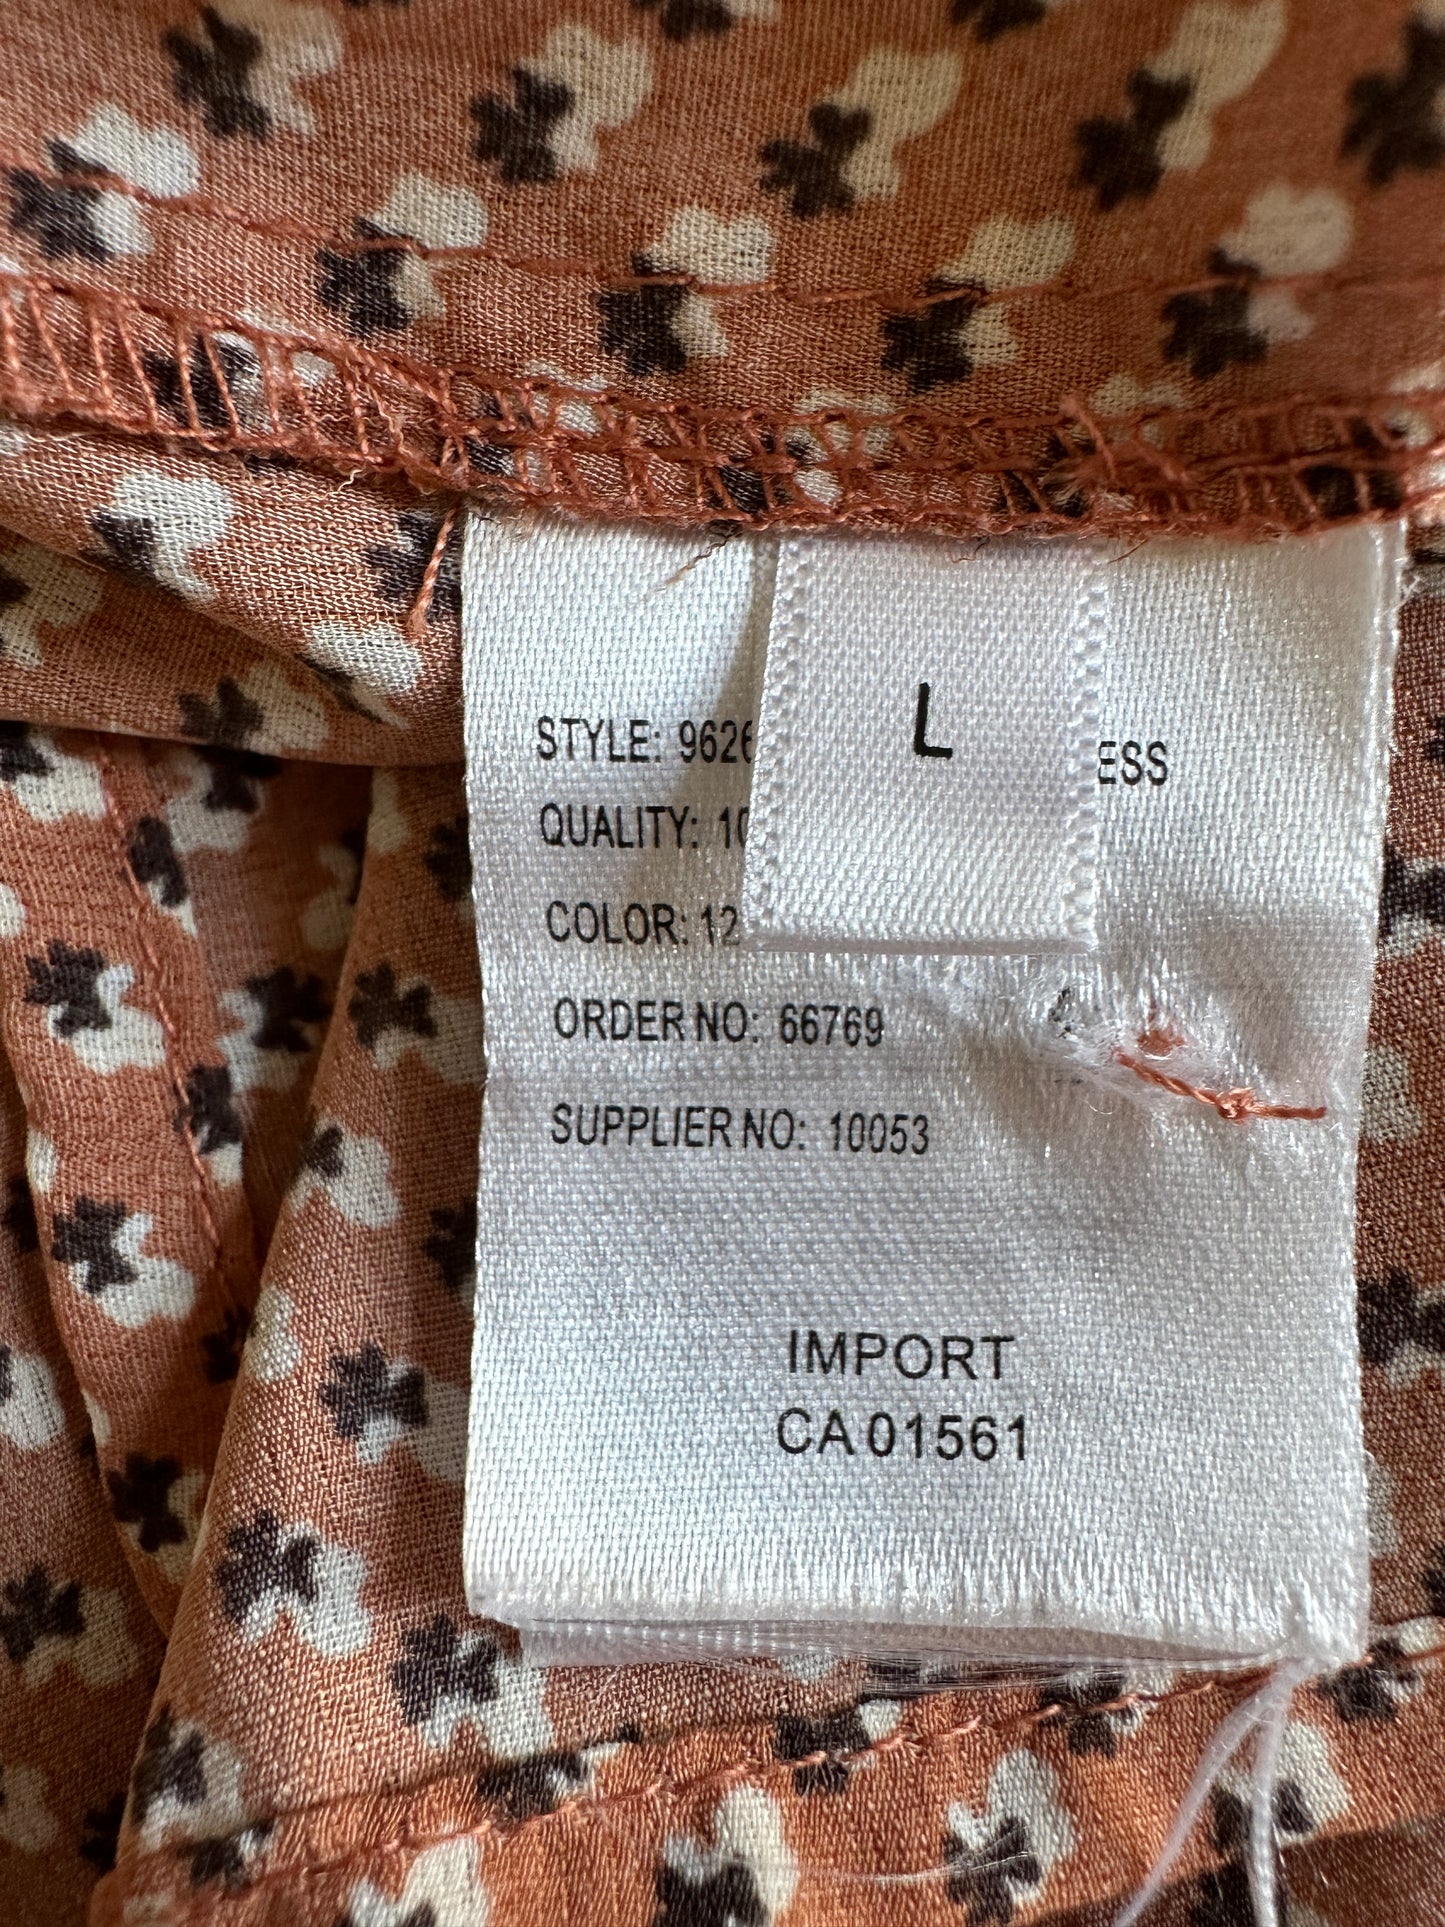 L
STYLE: 9626 ESS
QUALITY: 10
COLOR: 12
ORDER NO: 66769
SUPPLIER NO: 10053
IMPORT
CA 01561